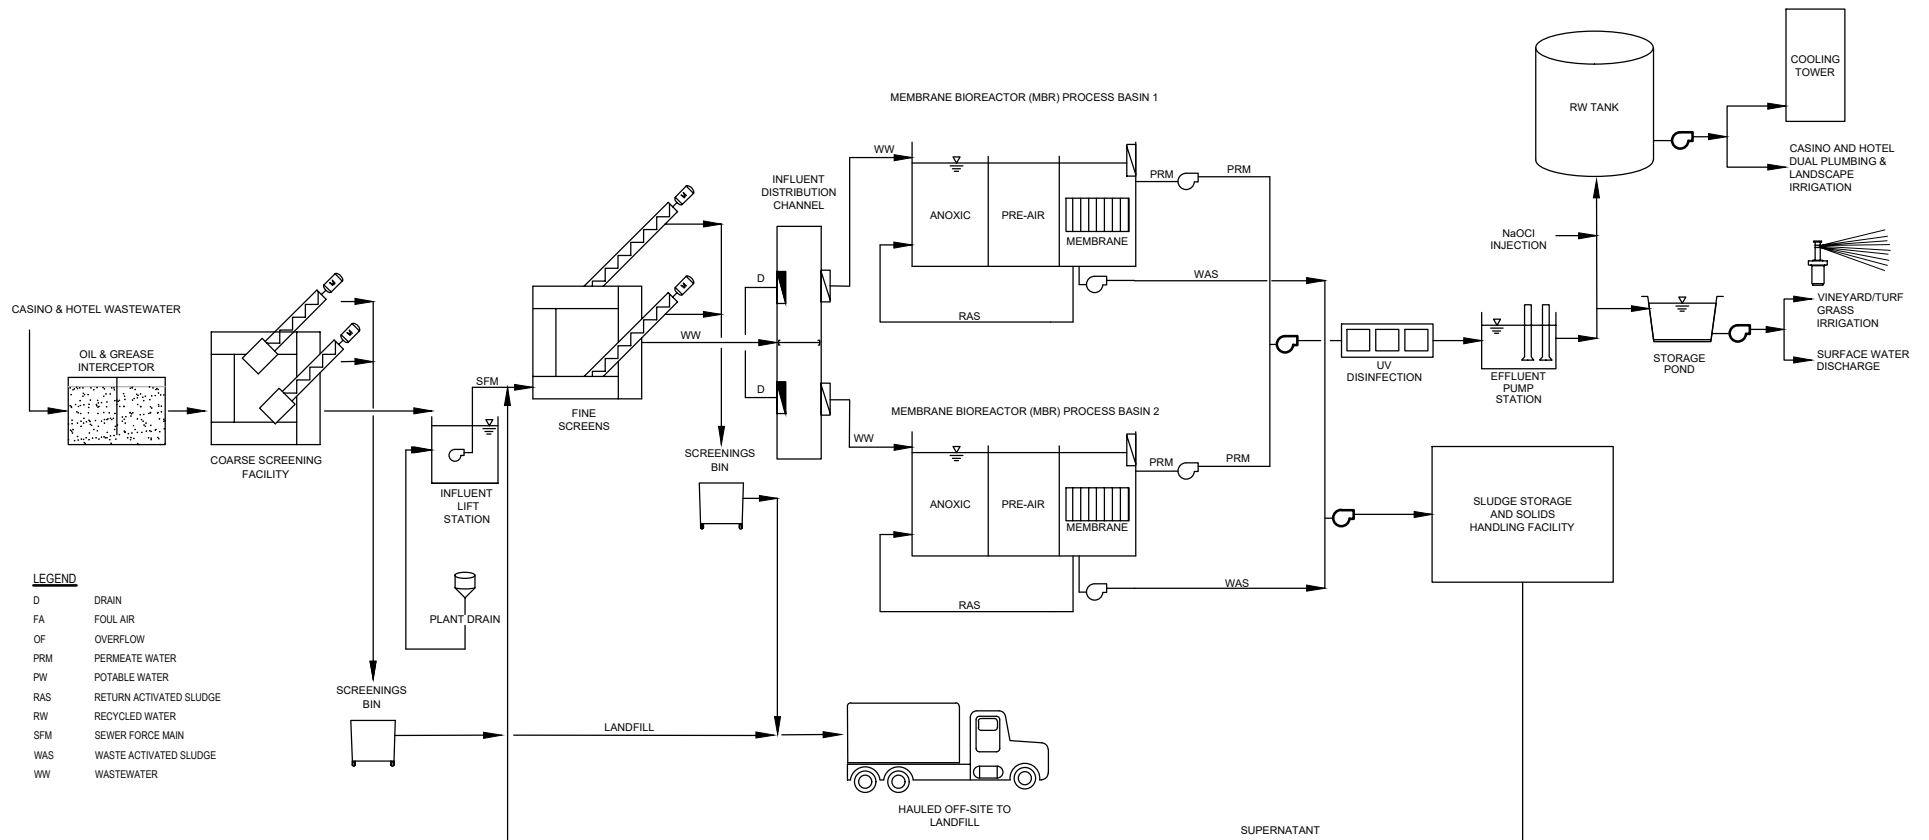 CASINO & HOTEL WASTEWATER
OIL & GREASE
INTERCEPTOR
COARSE SCREENING
FACILITY
SFM
INFLUENT
LIFT
STATION
PLANT DRAIN
SCREENINGS
BIN
FINE
SCREENS
WW
SCREENINGS
BIN
INFLUENT
DISTRIBUTION
CHANNEL
D
D
WW
WW
MEMBRANE BIOREACTOR (MBR) PROCESS BASIN 1
ANOXIC
PRE-AIR
MEMBRANE
PRM
PRM
WAS
RAS
MEMBRANE BIOREACTOR (MBR) PROCESS BASIN 2
ANOXIC
PRE-AIR
MEMBRANE
PRM
PRM
WAS
RAS
UV
DISINFECTION
EFFLUENT
PUMP
STATION
NaOCl
INJECTION
RW TANK
COOLING
TOWER
CASINO AND HOTEL
DUAL PLUMBING &
LANDSCAPE
IRRIGATION
STORAGE
POND
VINEYARD/TURF
GRASS
IRRIGATION
SURFACE WATER
DISCHARGE
SLUDGE STORAGE
AND SOLIDS
HANDLING FACILITY
LANDFILL
HAULED OFF-SITE TO
LANDFILL
SUPERNATANT
LEGEND
D DRAIN
FA FOUL AIR
OF OVERFLOW
PRM PERMEATE WATER
PW POTABLE WATER
RAS RETURN ACTIVATED SLUDGE
RW RECYCLED WATER
SFM SEWER FORCE MAIN
WAS WASTE ACTIVATED SLUDGE
WW WASTEWATER
M
M
M
M